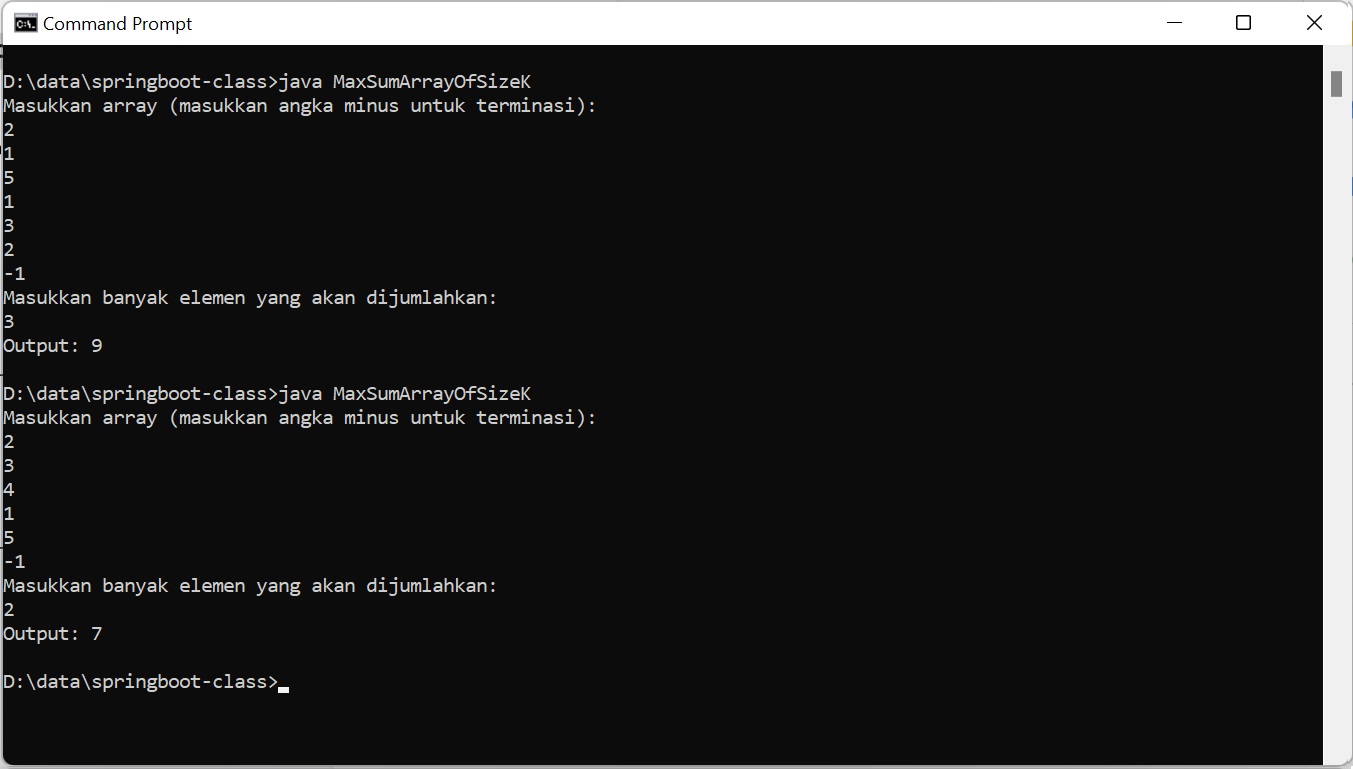 Command Prompt
D:\data\springboot-class>java MaxSumArrayOfSizeK
Masukkan array (masukkan angka minus untuk terminasi):
2
1
5
1
3
2
-1
Masukkan banyak elemen yang akan dijumlahkan:
3
Output: 9
D:\data\springboot-class>java MaxSumArrayOfSizeK
Masukkan array (masukkan angka minus untuk terminasi):
2
3
4
1
5
-1
Masukkan banyak elemen yang akan dijumlahkan:
2
Output: 7
D:\data\springboot-class>